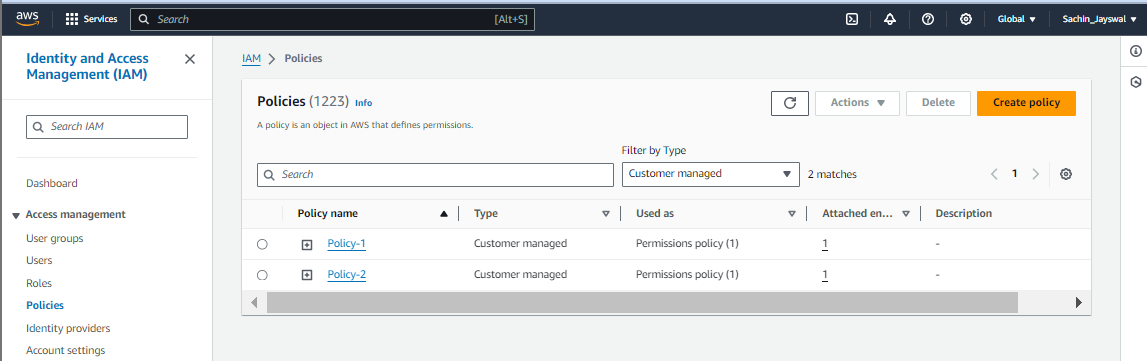 aws
Services
Search
[Alt+S]
Global
Sachin_Jayswal
Identity and Access
Management (IAM)
Search IAM
Dashboard
Access management
User groups
Users
Roles
Policies
Identity providers
Account settings
IAM
Policies
Policies (1223) Info
A policy is an object in AWS that defines permissions.
Actions
Delete
Create policy
Filter by Type
Search
Customer managed
2 matches
1
Policy name
Type
Used as
Attached en...
Description
Policy-1
Customer managed
Permissions policy (1)
1
-
Policy-2
Customer managed
Permissions policy (1)
1
-